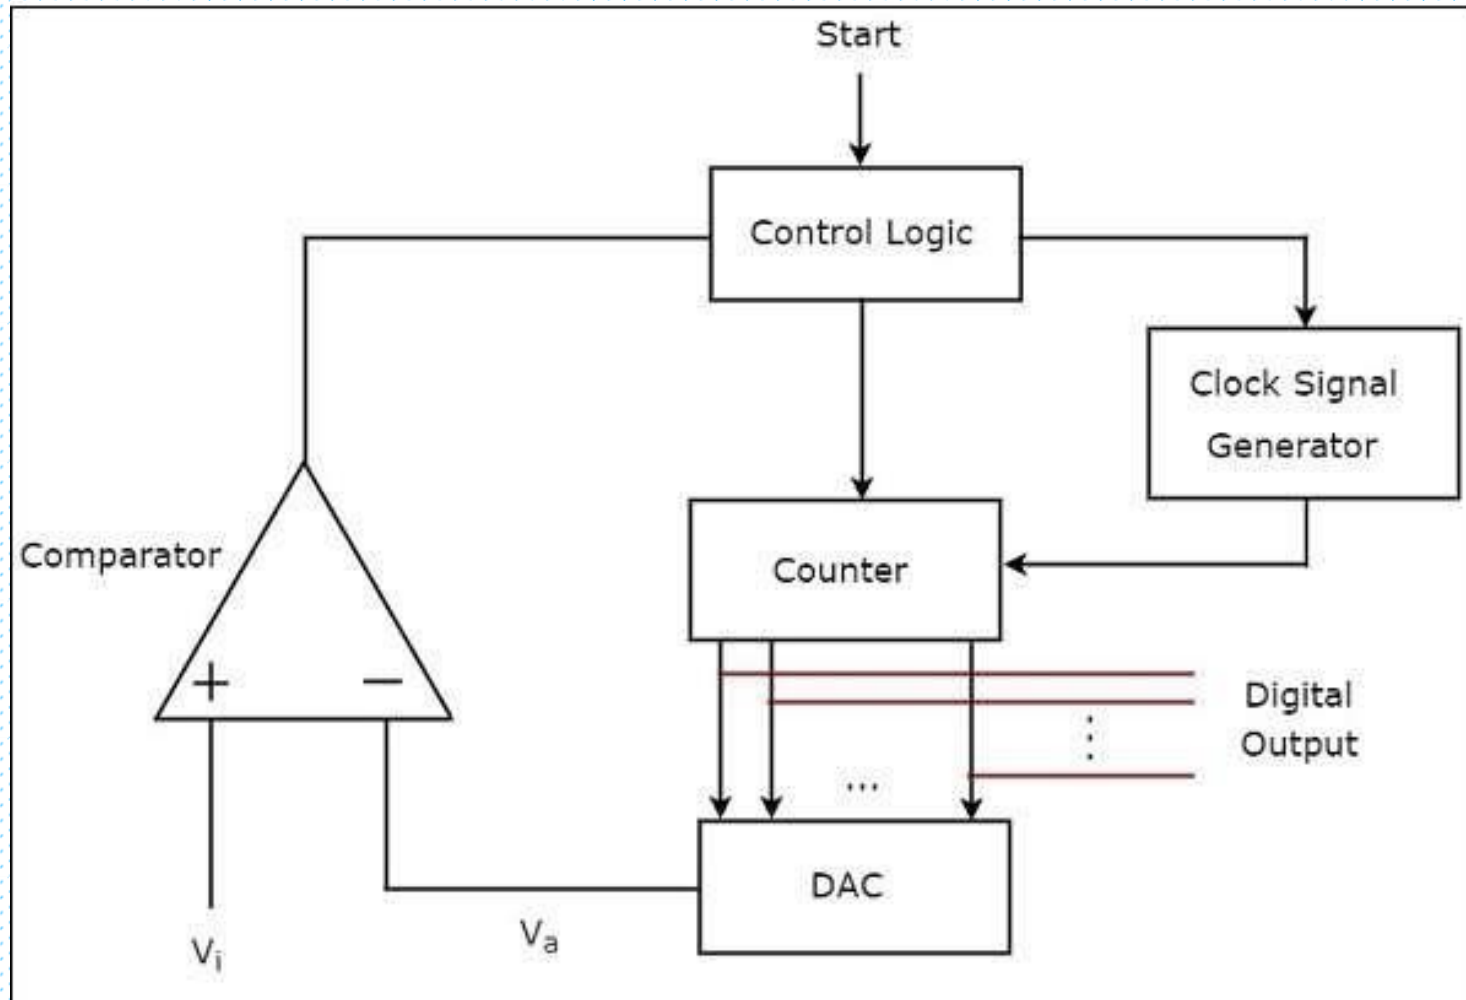 Start
Control Logic
Clock Signal
Generator
Comparator
Counter
+
−
Digital
Output
...
DAC
Va
Vi